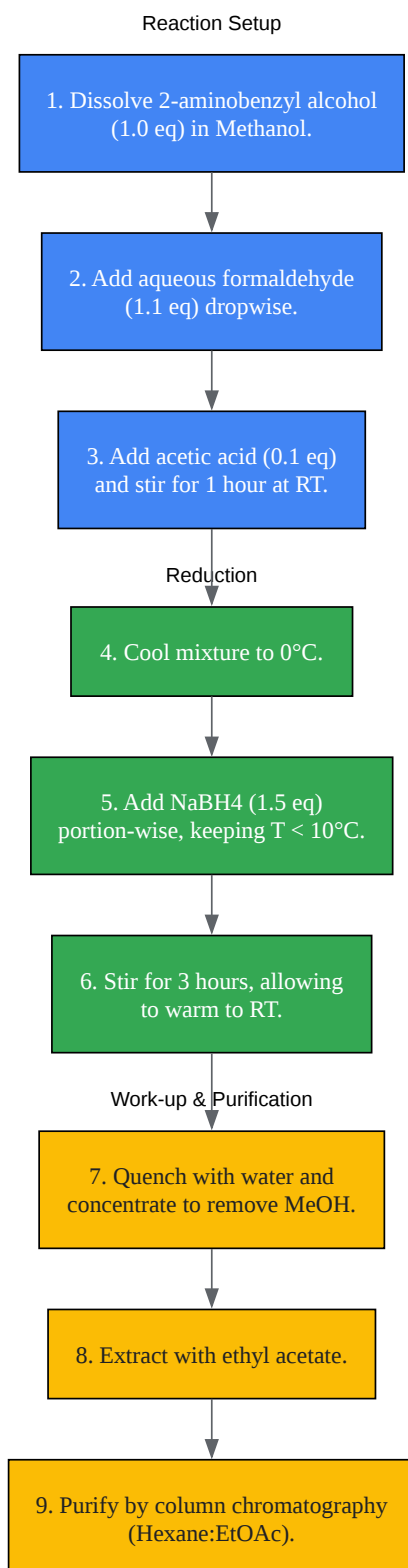 Reaction Setup
1. Dissolve 2-aminobenzyl alcohol
(1.0 eq) in Methanol.
2. Add aqueous formaldehyde
(1.1 eq) dropwise.
3. Add acetic acid (0.1 eq)
and stir for 1 hour at RT.
Reduction
4. Cool mixture to 0°C.
5. Add NaBH4 (1.5 eq)
portion-wise, keeping T < 10°C.
6. Stir for 3 hours, allowing
to warm to RT.
Work-up & Purification
7. Quench with water and
concentrate to remove MeOH.
8. Extract with ethyl acetate.
9. Purify by column chromatography
(Hexane:EtOAc).